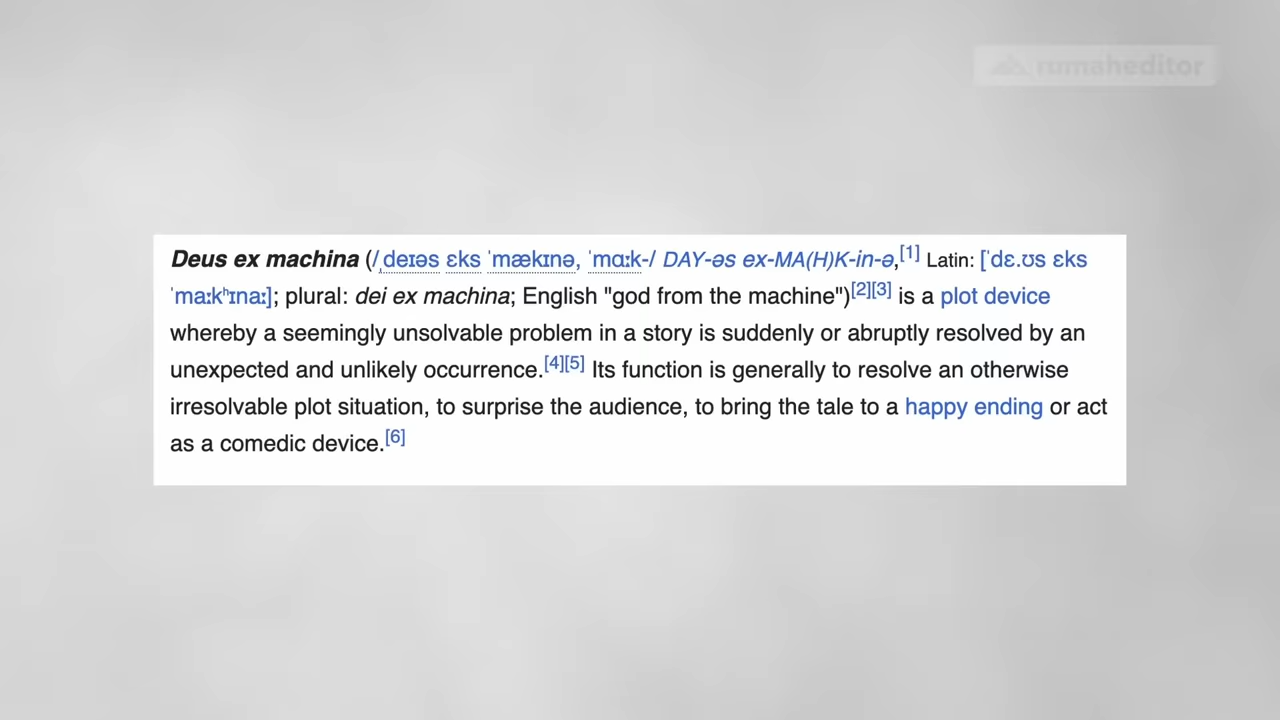 rumaheditor
Deus ex machina (/ˌdeɪəs ɛks ˈmækɪnə, ˈmɑːk-/ DAY-əs ex-MA(H)K-in-ə,[1] Latin: [ˈdɛ.ʊs ɛks
ˈmaːkʰɪnaː]; plural: dei ex machina; English "god from the machine")[2][3] is a plot device
whereby a seemingly unsolvable problem in a story is suddenly or abruptly resolved by an
unexpected and unlikely occurrence.[4][5] Its function is generally to resolve an otherwise
irresolvable plot situation, to surprise the audience, to bring the tale to a happy ending or act
as a comedic device.[6]